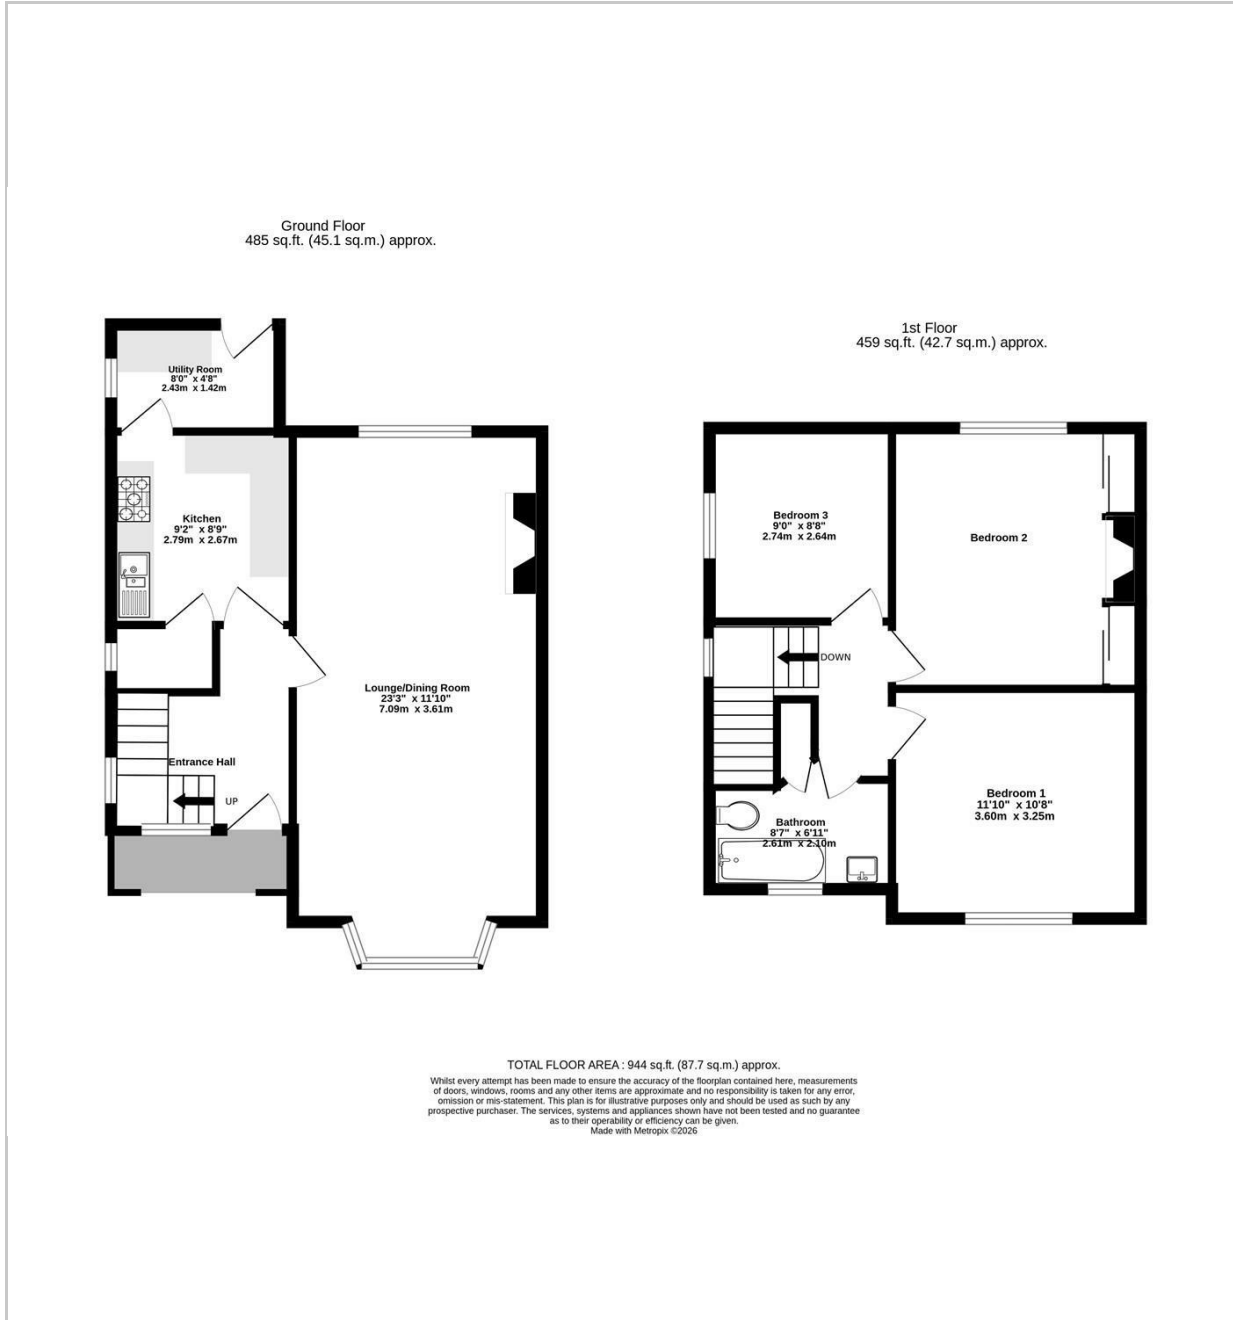 Ground Floor
485 sq.ft. (45.1 sq.m.) approx.
1st Floor
459 sq.ft. (42.7 sq.m.) approx.
Utility Room
8'0" x 4'8"
2.43m x 1.42m
Kitchen
9'2" x 8'9"
2.79m x 2.67m
Lounge/Dining Room
23'3" x 11'10"
7.09m x 3.61m
Entrance Hall
UP
Bedroom 3
9'0" x 8'8"
2.74m x 2.64m
Bedroom 2
DOWN
Bedroom 1
11'10" x 10'8"
3.60m x 3.25m
Bathroom
8'7" x 6'11"
2.61m x 2.10m
TOTAL FLOOR AREA : 944 sq.ft. (87.7 sq.m.) approx.
Whilst every attempt has been made to ensure the accuracy of the floorplan contained here, measurements
of doors, windows, rooms and any other items are approximate and no responsibility is taken for any error,
omission or mis-statement. This plan is for illustrative purposes only and should be used as such by any
prospective purchaser. The services, systems and appliances shown have not been tested and no guarantee
as to their operability or efficiency can be given.
Made with Metropix ©2026